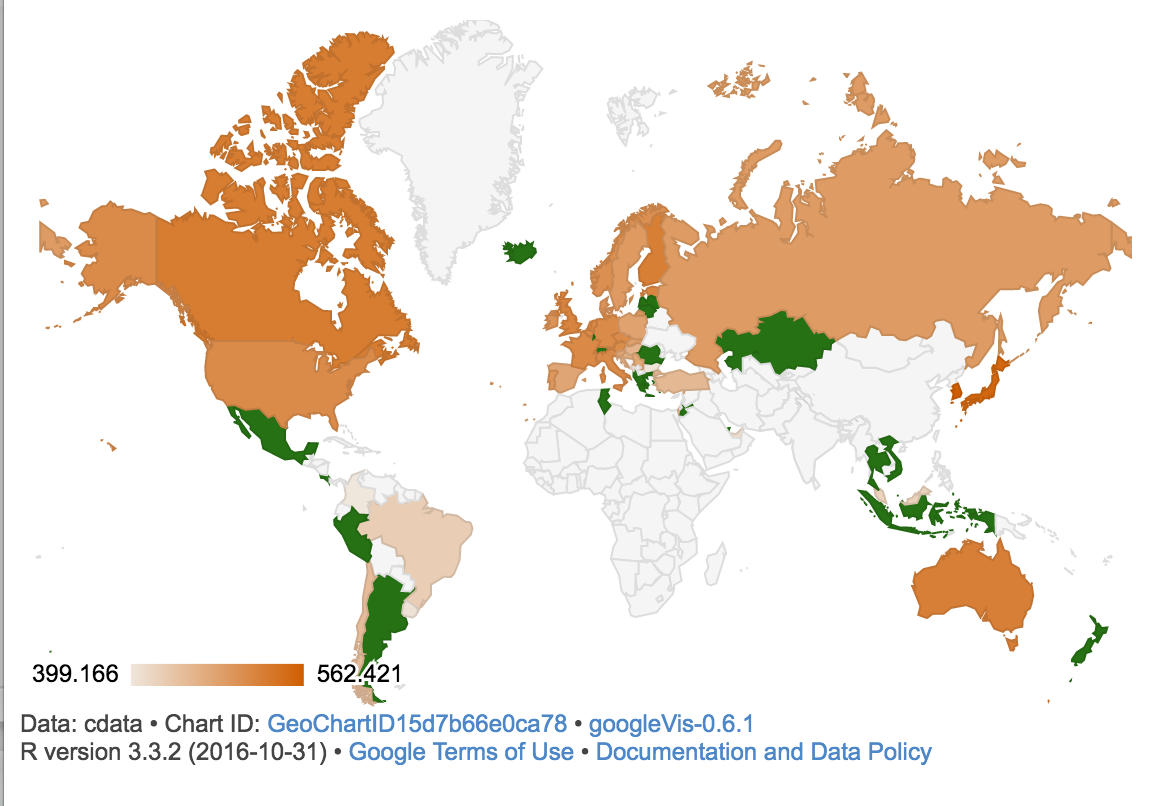 399.166 562.421
Data: cdata • Chart ID: GeoChartID15d7b66e0ca78 • googleVis-0.6.1
R version 3.3.2 (2016-10-31) • Google Terms of Use • Documentation and Data Policy